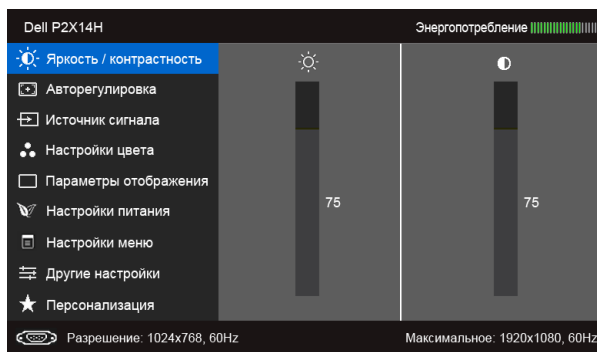 Dell P2X14H Энергопотребление
Яркость / контрастность
Авторегулировка
Источник сигнала
Настройки цвета
Параметры отображения
75 75
Настройки питания
Настройки меню
Другие настройки
Персонализация
Разрешение: 1024x768, 60Hz Максимальное: 1920x1080, 60Hz